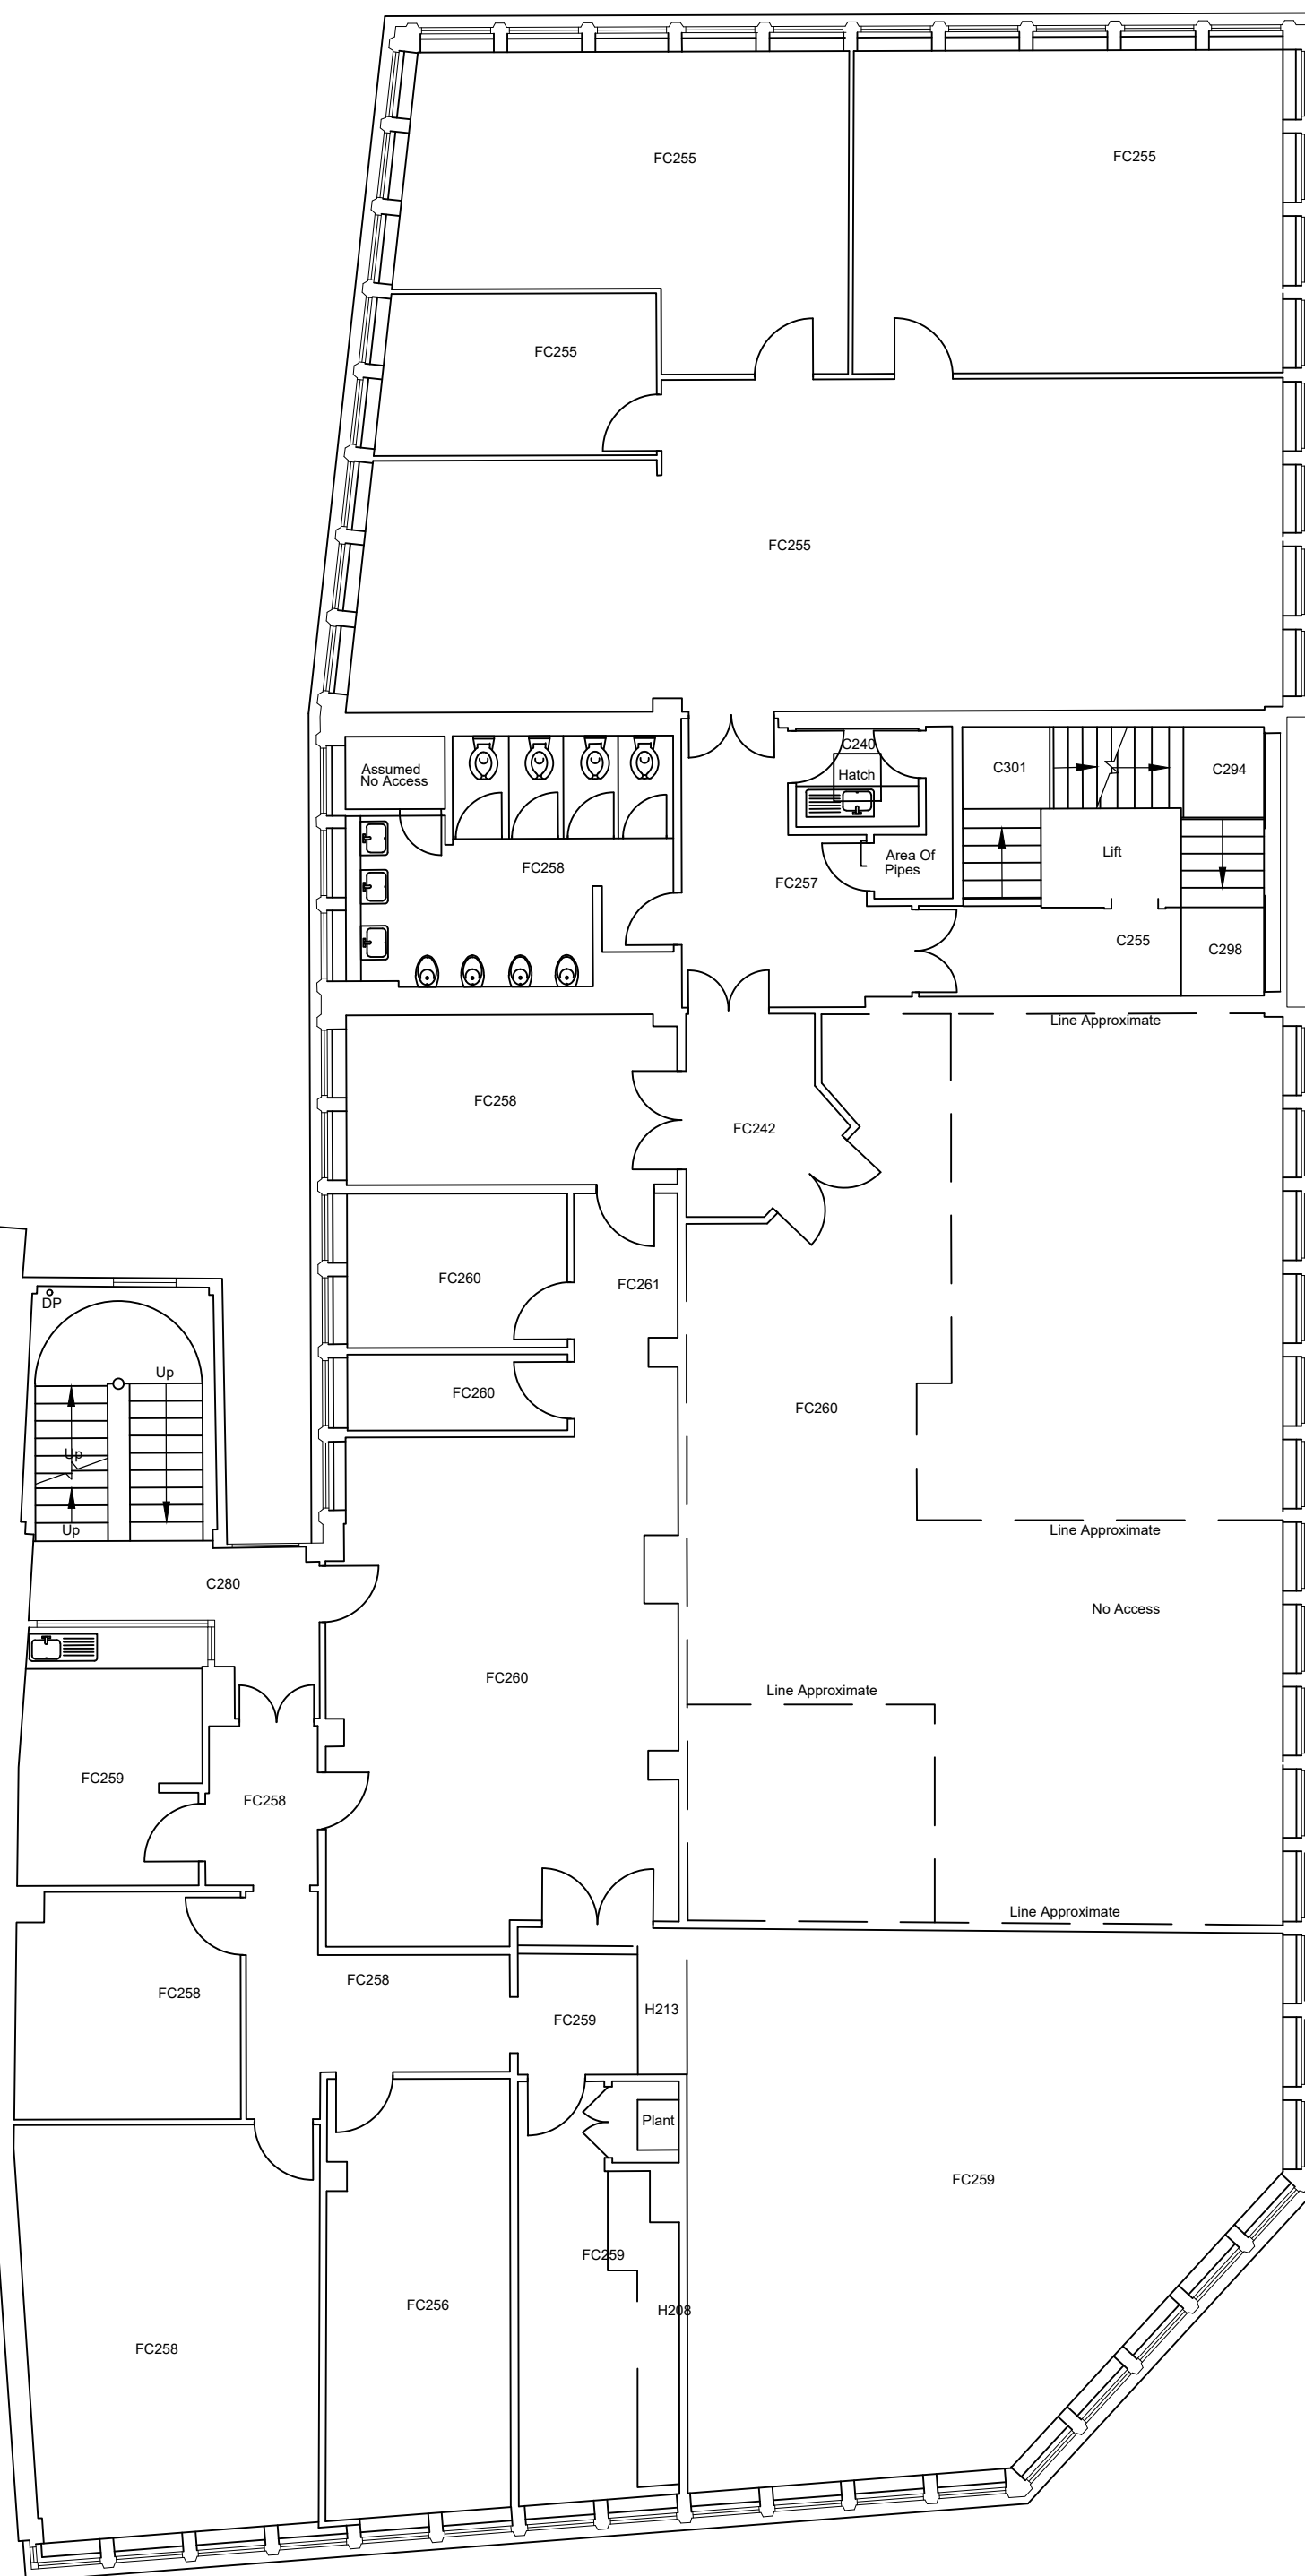 FC255
FC255
FC255
FC255
C240
Hatch
Assumed
No Access
C301
C294
Lift
Area Of
Pipes
FC258
FC257
C255
C298
Line Approximate
FC258
FC242
FC260
FC261
DP
Up
FC260
FC260
Up
Up
Line Approximate
C280
No Access
FC260
Line Approximate
FC259
FC258
Line Approximate
FC258
FC258
FC259
H213
Plant
FC259
FC259
FC256
H208
FC258